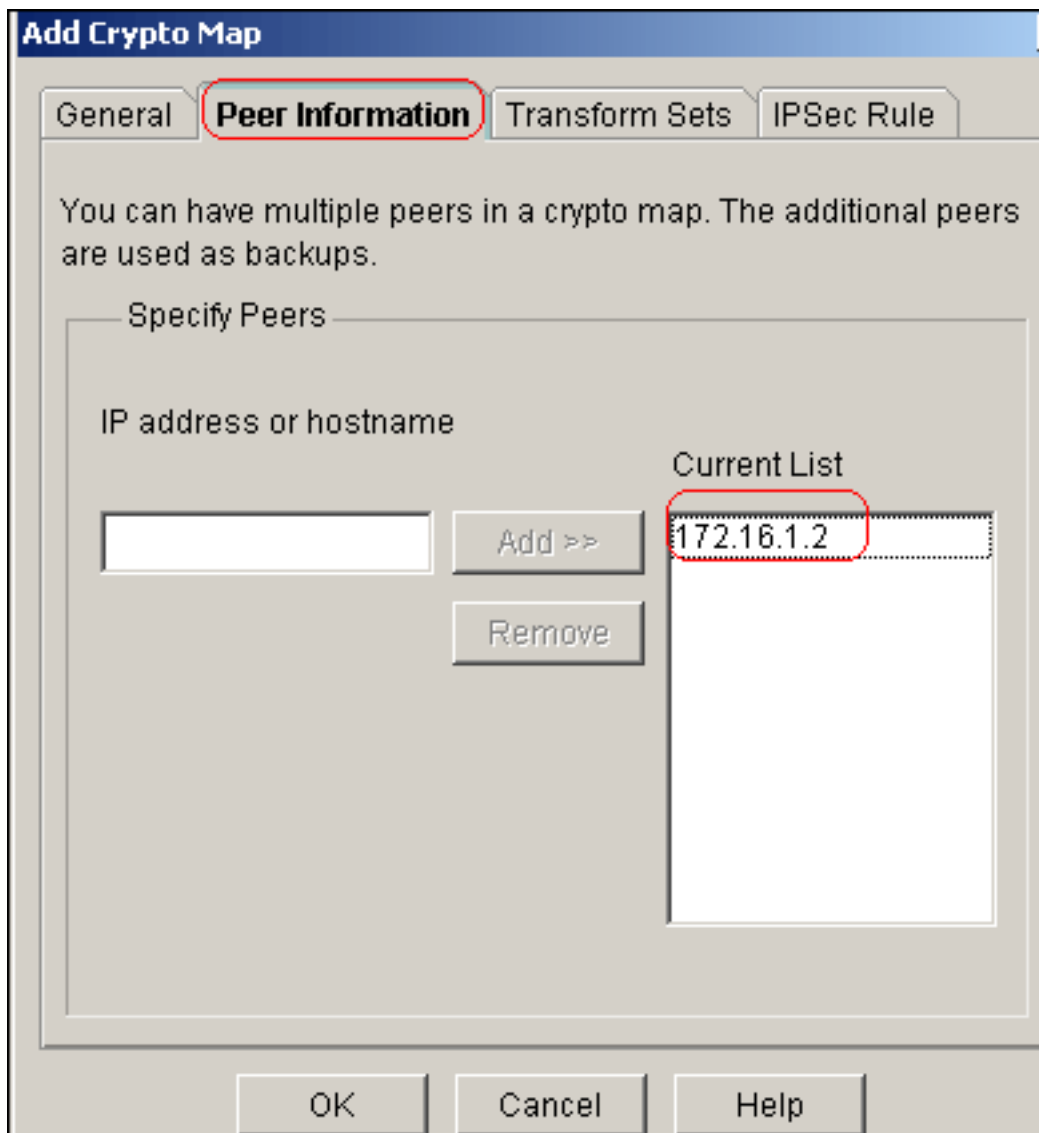 Add Crypto Map
General
Peer Information
Transform Sets
IPSec Rule
You can have multiple peers in a crypto map. The additional peers
are used as backups.
Specify Peers
IP address or hostname
Current List
Add >>
172.16.1.2
Remove
OK
Cancel
Help